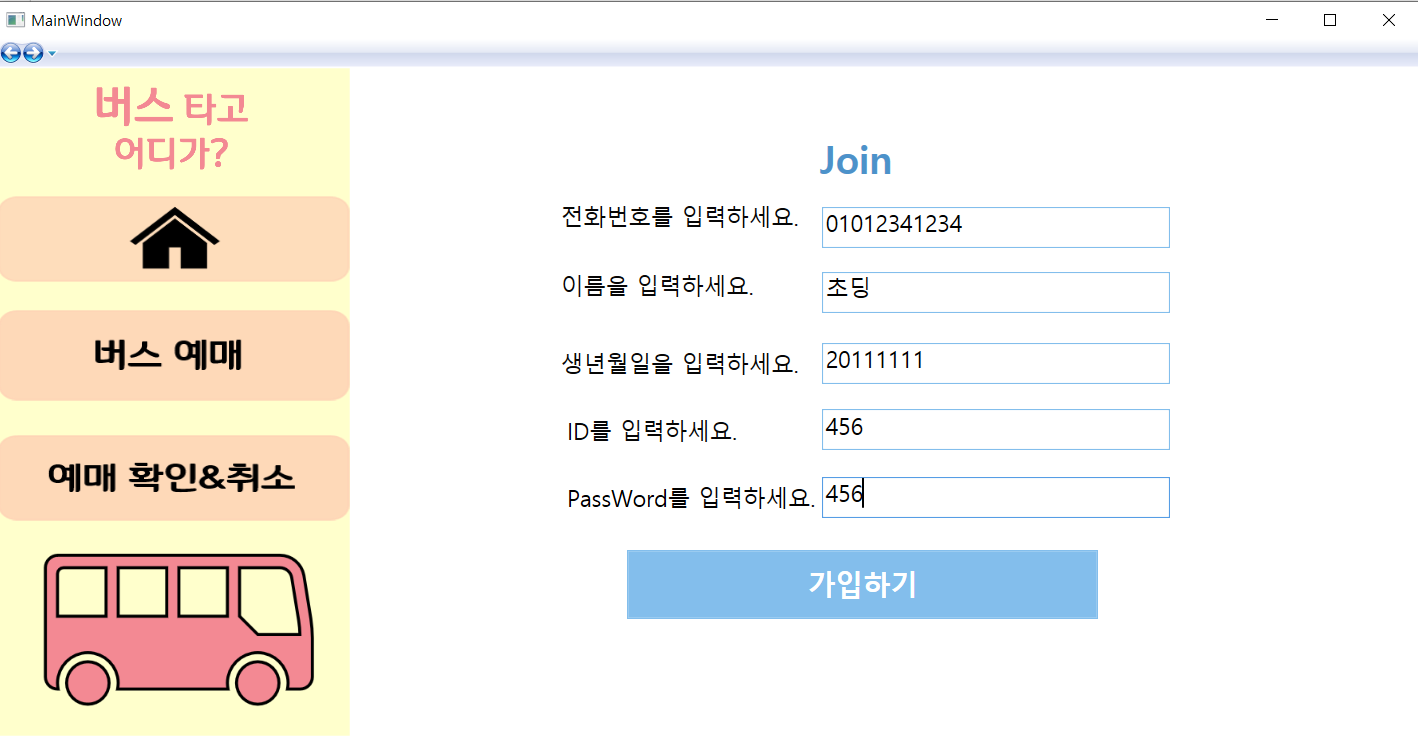 MainWindow
버스 타고
어디가?
버스 예매
예매 확인&취소
Join
전화번호를 입력하세요. 01012341234
이름을 입력하세요. 초딩
생년월일을 입력하세요. 20111111
ID를 입력하세요. 456
PassWord를 입력하세요. 456
가입하기